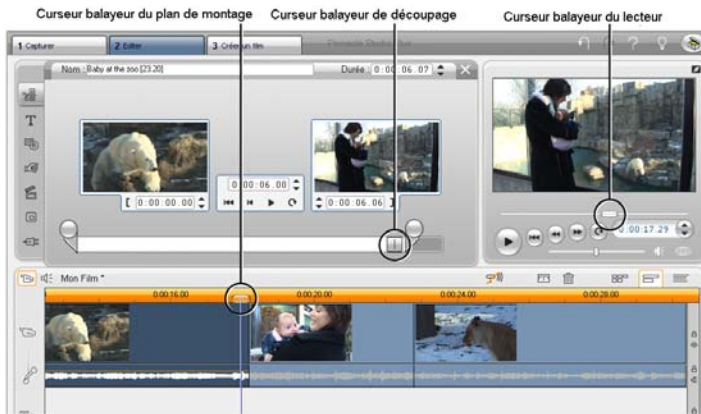 Curseur balayeur du plan de montage
Curseur balayeur de découpage
Curseur balayeur du lecteur
1 Capturer
2 Editer
3 Créer un film
Pinnacle Studio Plus
Nom : Baby at the zoo [23.20]
Durée : 0:00:06.07
T
0:00:06.00
[ 0:00:00.00
0:00:06.06 ]
0:00:17.29
Mon Film *
0:00:16.00
0:00:20.00
0:00:24.00
0:00:28.00